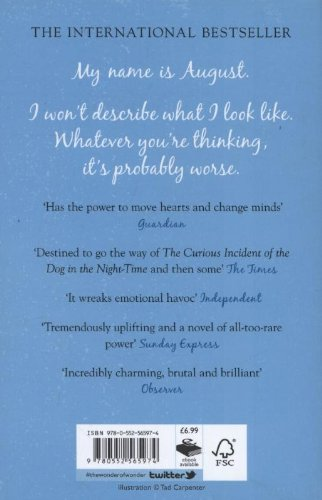 THE INTERNATIONAL BESTSELLER
My name is August.
I won't describe what I look like.
Whatever you're thinking,
it's probably worse.
'Has the power to move hearts and change minds'
Guardian
'Destined to go the way of The Curious Incident of the
Dog in the Night-Time and then some' The Times
'It wreaks emotional havoc' Independent
'Tremendously uplifting and a novel of all-too-rare
power' Sunday Express
'Incredibly charming, brutal and brilliant'
Observer
ISBN 978-0-552-56597-4
9 780552 565974
£6.99
ebook
available
FSC
#thewonderofwonder twitter
Illustration © Tad Carpenter